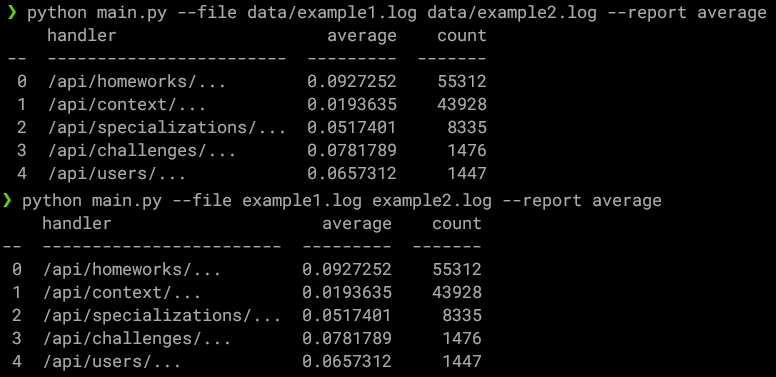 ❯ python main.py --file data/example1.log data/example2.log --report average
    handler                     average    count
--  ------------------------  ---------  -------
 0  /api/homeworks/...        0.0927252    55312
 1  /api/context/...          0.0193635    43928
 2  /api/specializations/...  0.0517401     8335
 3  /api/challenges/...       0.0781789     1476
 4  /api/users/...            0.0657312     1447
❯ python main.py --file example1.log example2.log --report average
    handler                     average    count
--  ------------------------  ---------  -------
 0  /api/homeworks/...        0.0927252    55312
 1  /api/context/...          0.0193635    43928
 2  /api/specializations/...  0.0517401     8335
 3  /api/challenges/...       0.0781789     1476
 4  /api/users/...            0.0657312     1447